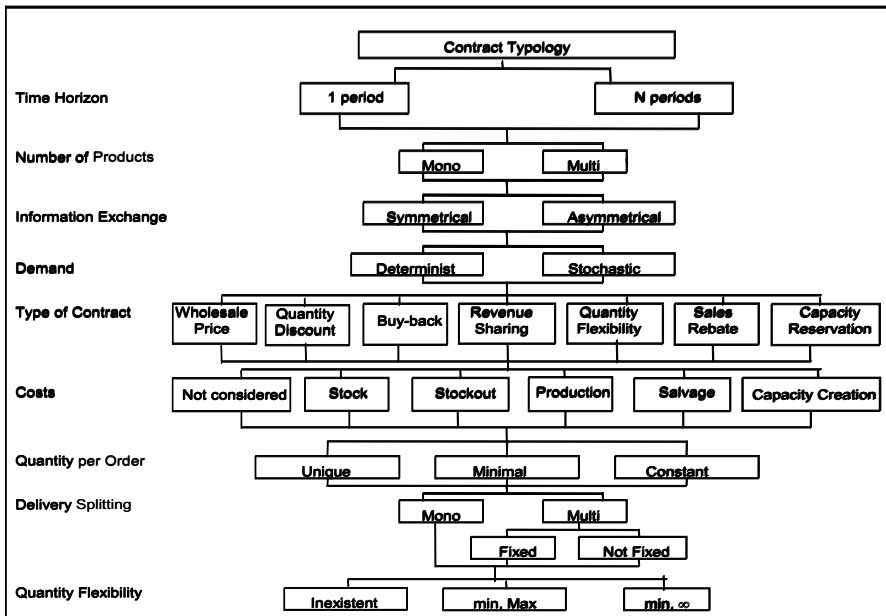 Contract Typology
Time Horizon
1 period
N periods
Number of Products
Mono
Multi
Information Exchange
Symmetrical
Asymmetrical
Demand
Determinist
Stochastic
Type of Contract
Wholesale
Price
Quantity
Discount
Buy-back
Revenue
Sharing
Quantity
Flexibility
Sales
Rebate
Capacity
Reservation
Costs
Not considered
Stock
Stockout
Production
Salvage
Capacity Creation
Quantity per Order
Unique
Minimal
Constant
Delivery Splitting
Mono
Multi
Fixed
Not Fixed
Quantity Flexibility
Inexistent
min. Max
min. ∞